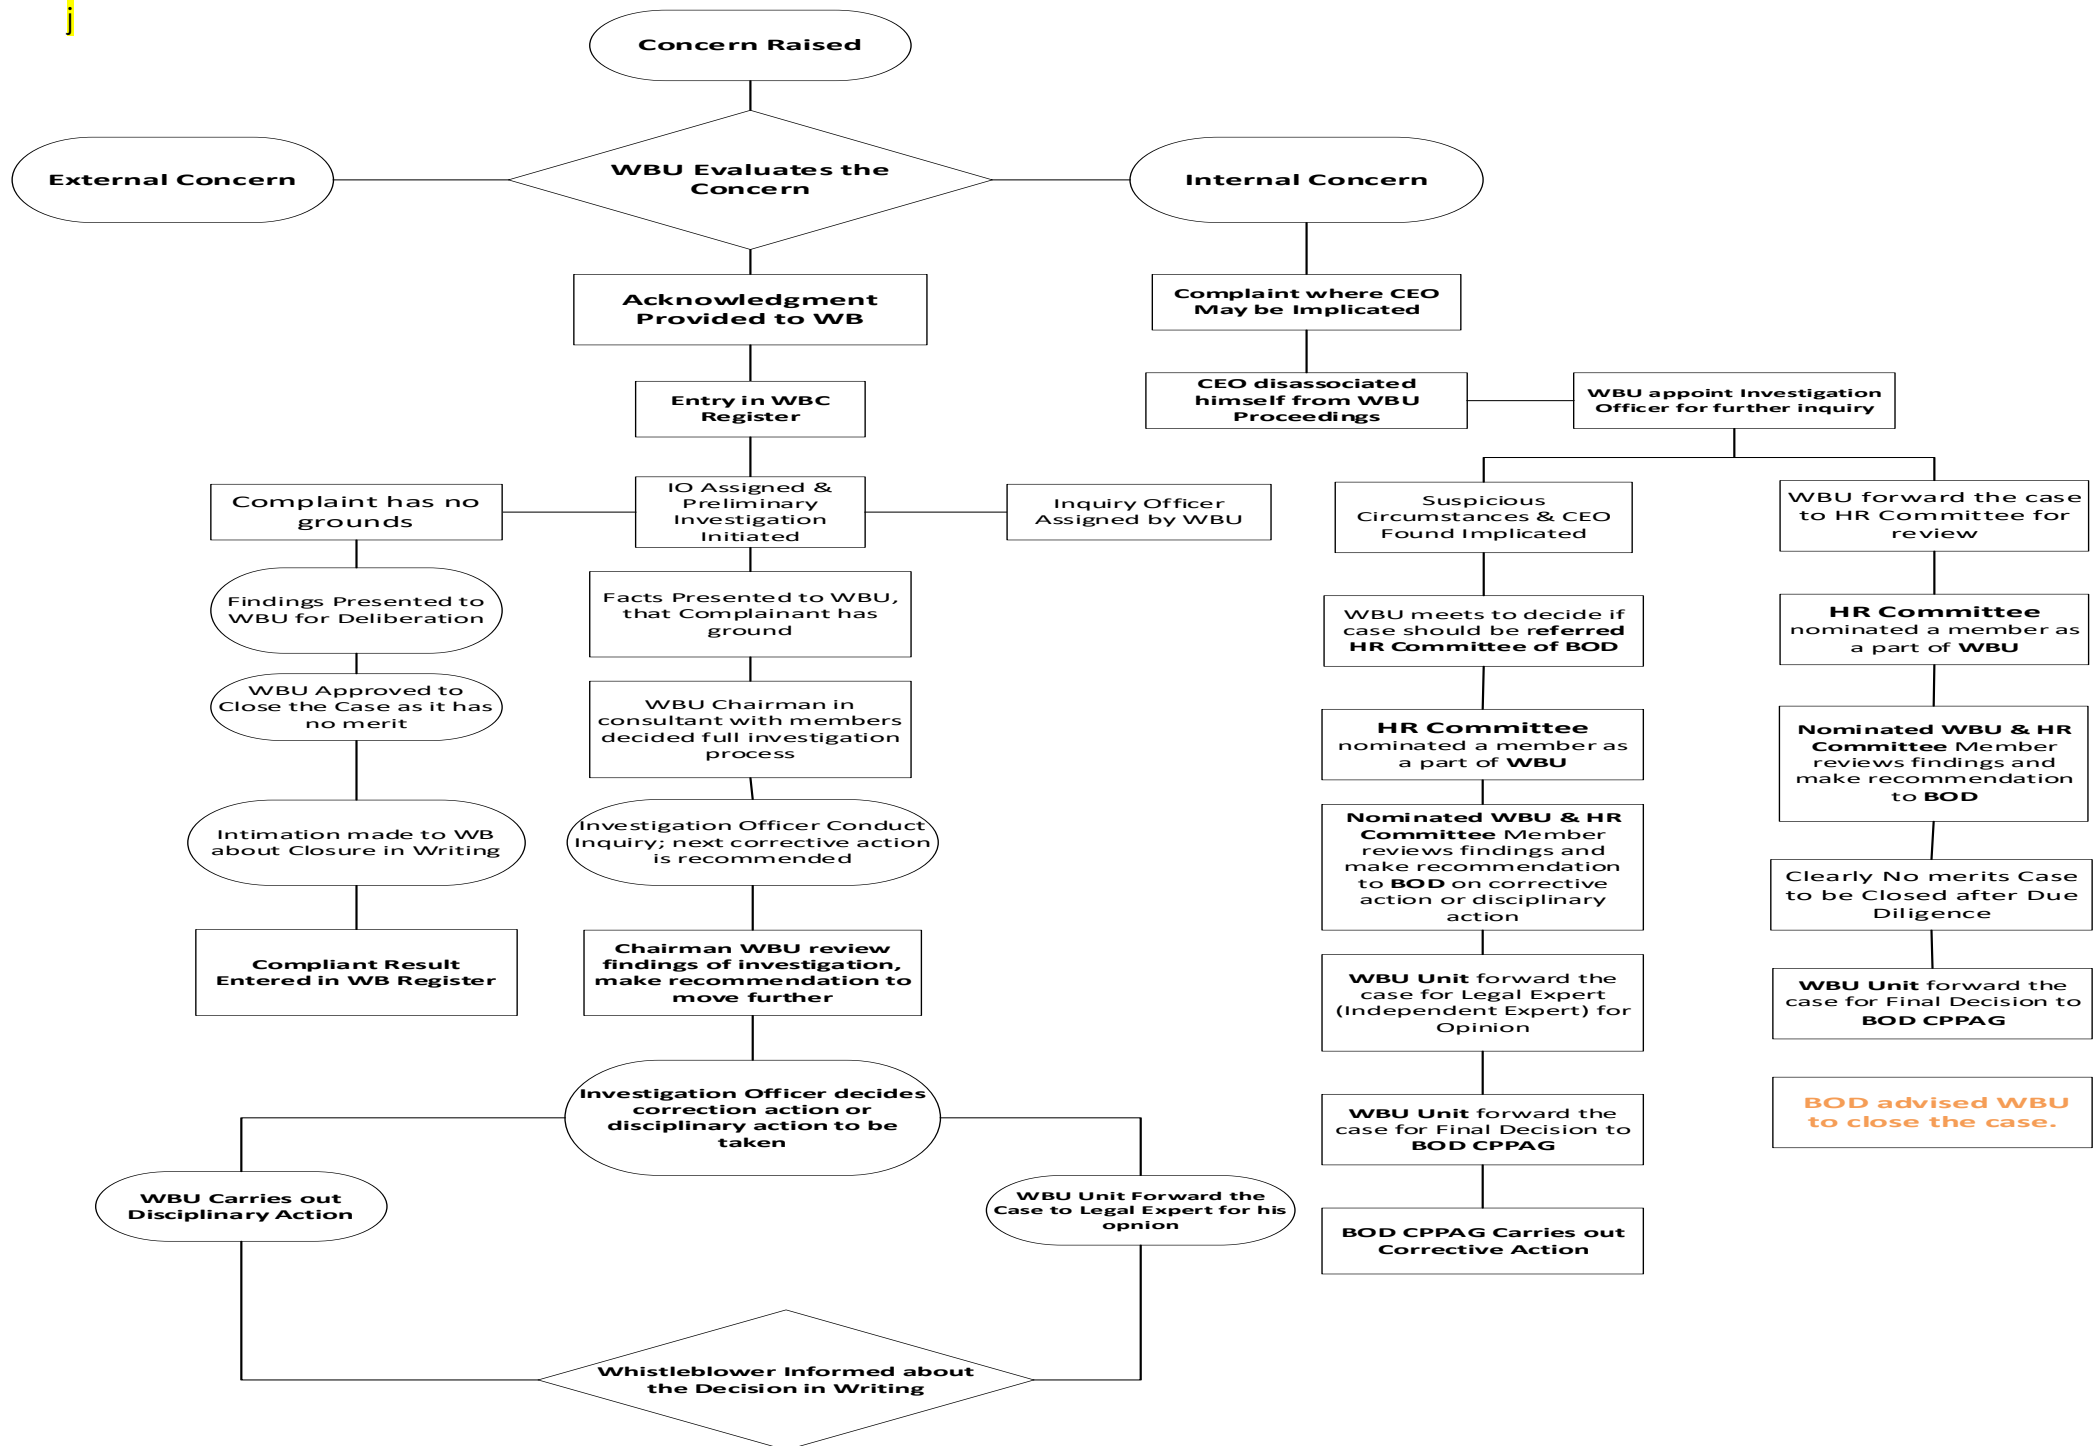 j
Concern Raised
External Concern
WBU Evaluates the
Concern
Internal Concern
Acknowledgment
Provided to WB
Complaint where CEO
May be Implicated
Entry in WBC
Register
CEO disassociated
himself from WBU
Proceedings
WBU appoint Investigation
Officer for further inquiry
Complaint has no
grounds
IO Assigned &
Preliminary
Investigation
Initiated
Inquiry Officer
Assigned by WBU
Suspicious
Circumstances & CEO
Found Implicated
WBU forward the case
to HR Committee for
review
Findings Presented to
WBU for Deliberation
Facts Presented to WBU,
that Complainant has
ground
WBU meets to decide if
case should be referred
HR Committee of BOD
HR Committee
nominated a member as
a part of WBU
WBU Approved to
Close the Case as it has
no merit
WBU Chairman in
consultant with members
decided full investigation
process
HR Committee
nominated a member as
a part of WBU
Nominated WBU & HR
Committee Member
reviews findings and
make recommendation
to BOD
Intimation made to WB
about Closure in Writing
Investigation Officer Conduct
Inquiry; next corrective action
is recommended
Nominated WBU & HR
Committee Member
reviews findings and
make recommendation
to BOD on corrective
action or disciplinary
action
Clearly No merits Case
to be Closed after Due
Diligence
Compliant Result
Entered in WB Register
Chairman WBU review
findings of investigation,
make recommendation to
move further
WBU Unit forward the
case for Legal Expert
(Independent Expert) for
Opinion
WBU Unit forward the
case for Final Decision to
BOD CPPAG
Investigation Officer decides
correction action or
disciplinary action to be
taken
WBU Unit forward the
case for Final Decision to
BOD CPPAG
BOD advised WBU
to close the case.
WBU Carries out
Disciplinary Action
WBU Unit Forward the
Case to Legal Expert for his
opnion
BOD CPPAG Carries out
Corrective Action
Whistleblower Informed about
the Decision in Writing